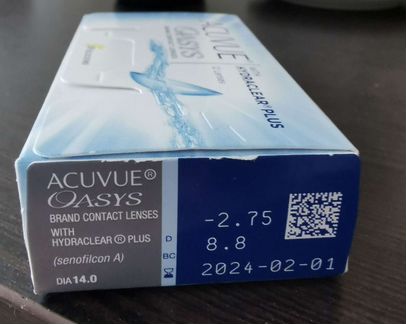 ACUVUE®
OASYS
WITH
HYDRACLEAR® PLUS
ACUVUE®
OASYS
BRAND CONTACT LENSES
WITH
HYDRACLEAR® PLUS
(senofilcon A)
DIA14.0
D -2.75
BC 8.8
2024-02-01